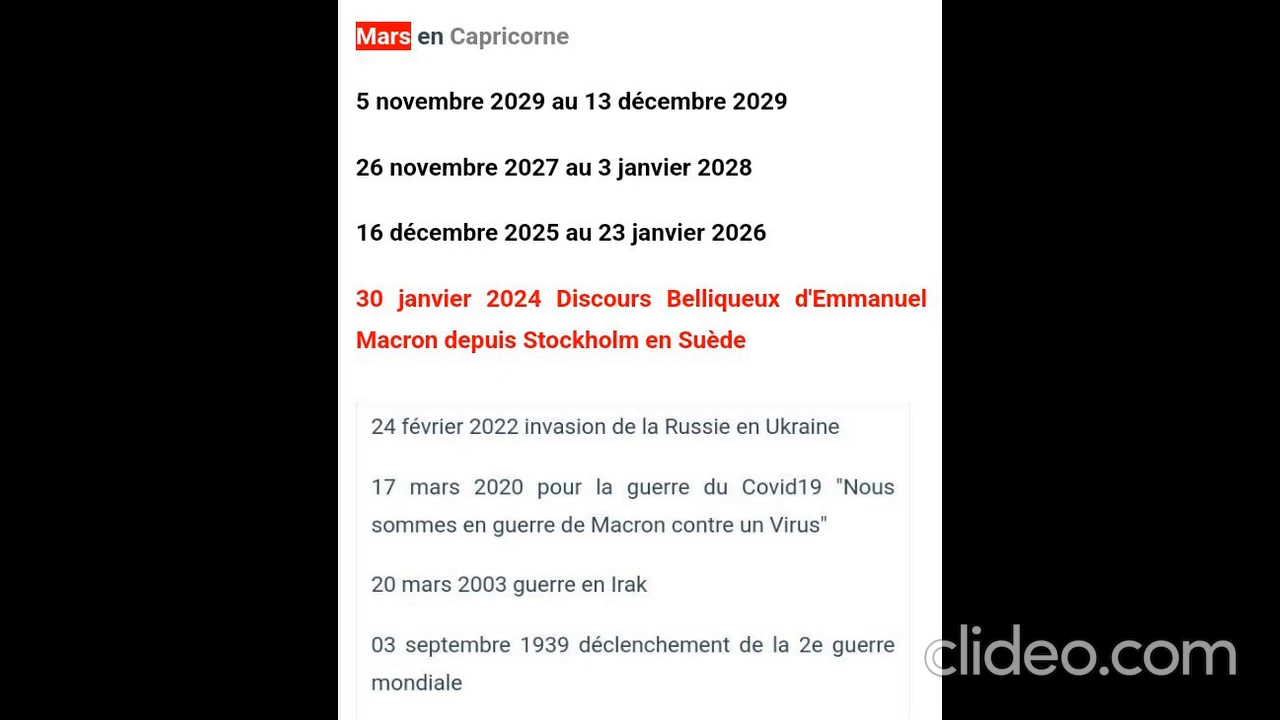 Mars en Capricorne
5 novembre 2029 au 13 décembre 2029
26 novembre 2027 au 3 janvier 2028
16 décembre 2025 au 23 janvier 2026
30 janvier 2024 Discours Belliqueux d'Emmanuel
Macron depuis Stockholm en Suède
24 février 2022 invasion de la Russie en Ukraine
17 mars 2020 pour la guerre du Covid19 "Nous
sommes en guerre de Macron contre un Virus"
20 mars 2003 guerre en Irak
03 septembre 1939 déclenchement de la 2e guerre
mondiale
clideo.com